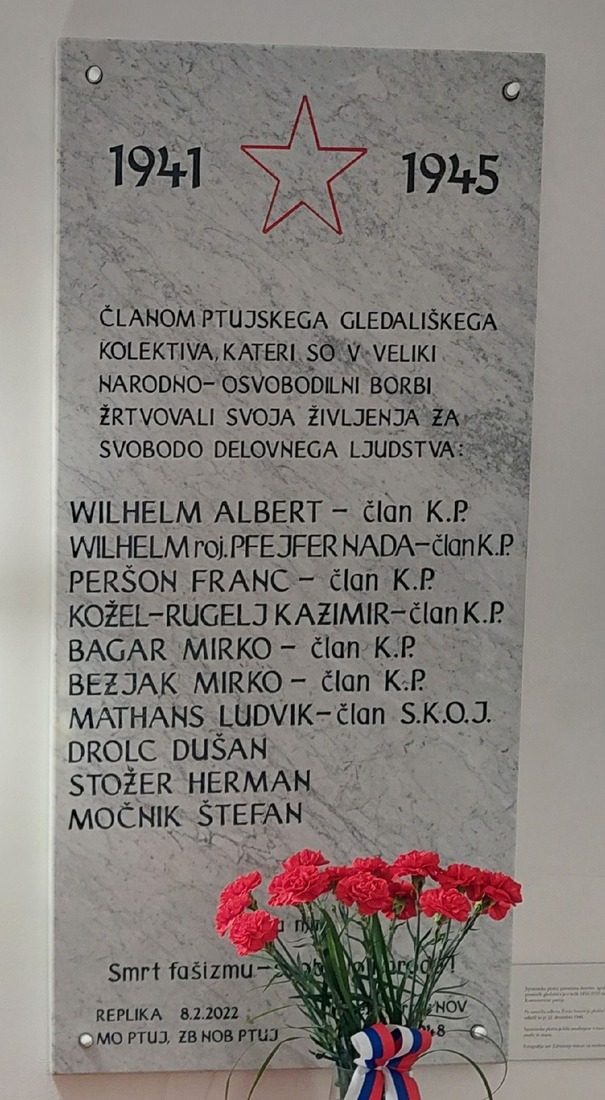 1941 1945
ČLANOM PTUJSKEGA GLEDALIŠKEGA
KOLEKTIVA, KATERI SO V VELIKI
NARODNO-OSVOBODILNI BORBI
ŽRTVOVALI SVOJA ŽIVLJENJA ZA
SVOBODO DELOVNEGA LJUDSTVA:
WILHELM ALBERT - član K.P.
WILHELM roj. PFEJFER NADA - član K.P.
PERŠON FRANC - član K.P.
KOŽEL-RUGELJ KAZIMIR - član K.P.
BAGAR MIRKO - član K.P.
BEZJAK MIRKO - član K.P.
MATHANS LUDVIK - član S.K.O.J.
DROLC DUŠAN
STOŽER HERMAN
MOČNIK ŠTEFAN
Smrt fašizmu -
REPLIKA 8.2.2022 NOV
MO PTUJ, ZB NOB PTUJ